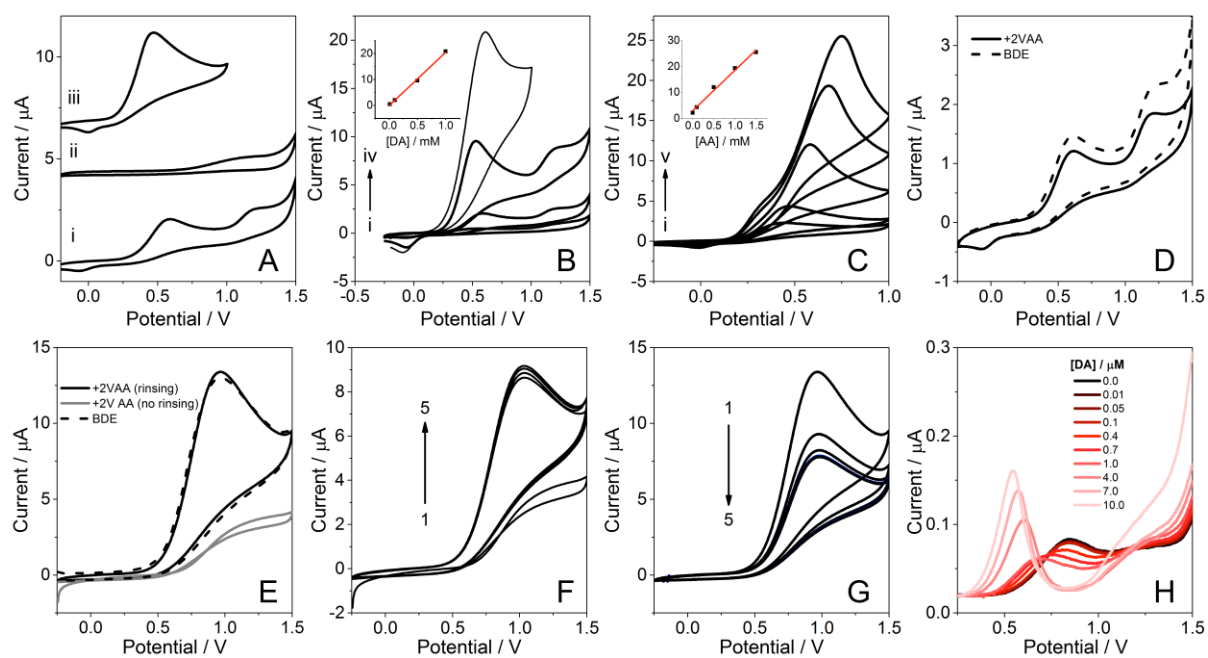 10
5
0
Current / µA
iii
ii
i
A
0.0
0.5
1.0
1.5
Potential / V
25
20
15
10
5
0
-5
Current / µA
20
15
10
5
0
0.0
0.5
1.0
[DA] / mM
iv
i
B
-0.5
0.0
0.5
1.0
1.5
Potential / V
25
20
15
10
5
0
-5
Current / µA
30
20
10
0
0.0
0.5
1.0
1.5
[AA] / mM
v
i
C
0.0
0.5
1.0
Potential / V
3
2
1
0
-1
Current / µA
+2VAA
BDE
D
0.0
0.5
1.0
1.5
Potential / V
15
10
5
0
Current / µA
+2VAA (rinsing)
+2V AA (no rinsing)
BDE
E
0.0
0.5
1.0
1.5
Potential / V
10
8
6
4
2
0
-2
Current / µA
5
1
F
0.0
0.5
1.0
1.5
Potential / V
15
10
5
0
Current / µA
1
5
G
0.0
0.5
1.0
1.5
Potential / V
0.3
0.2
0.1
0.0
Current / µA
[DA] / µM
0.0
0.01
0.05
0.1
0.4
0.7
1.0
4.0
7.0
10.0
H
0.5
1.0
1.5
Potential / V